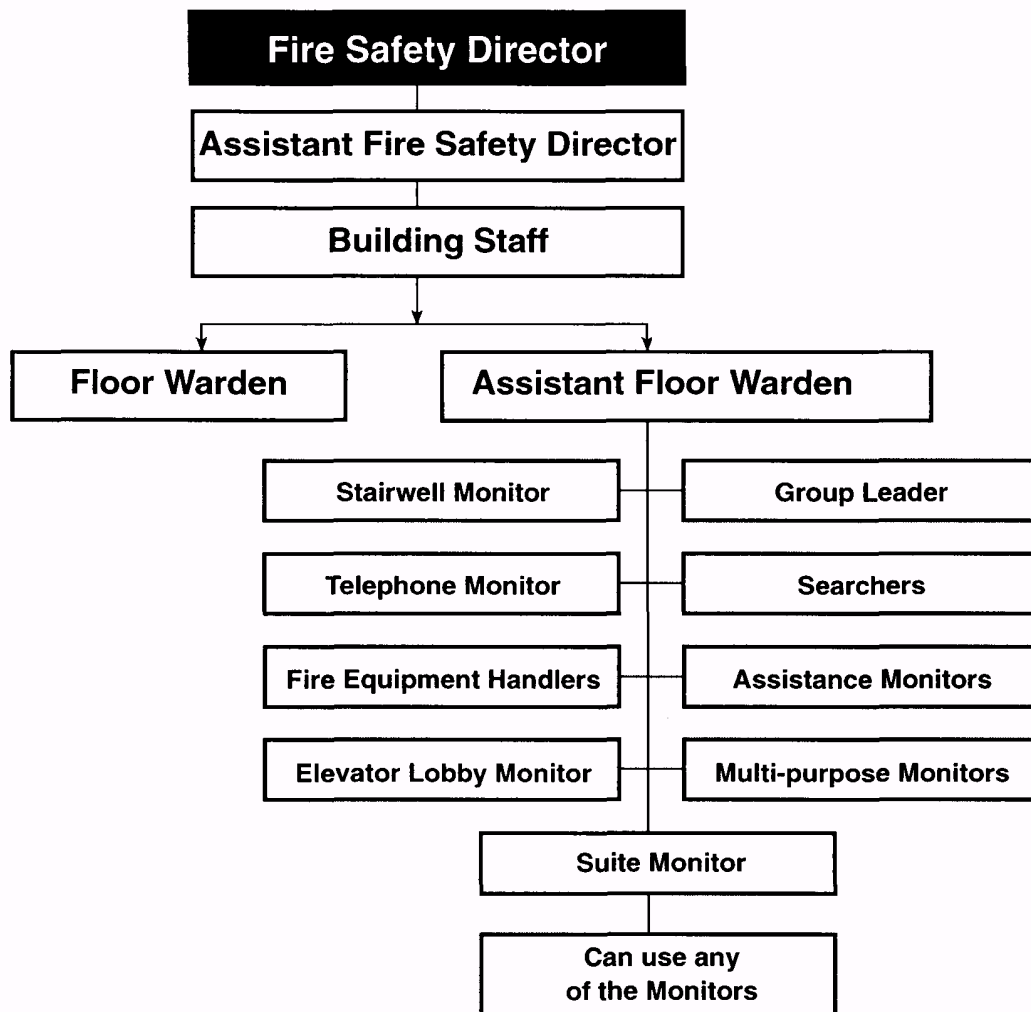 Fire Safety Director
Assistant Fire Safety Director
Building Staff
Floor Warden
Assistant Floor Warden
Stairwell Monitor
Group Leader
Telephone Monitor
Searchers
Fire Equipment Handlers
Assistance Monitors
Elevator Lobby Monitor
Multi-purpose Monitors
Suite Monitor
Can use any
of the Monitors